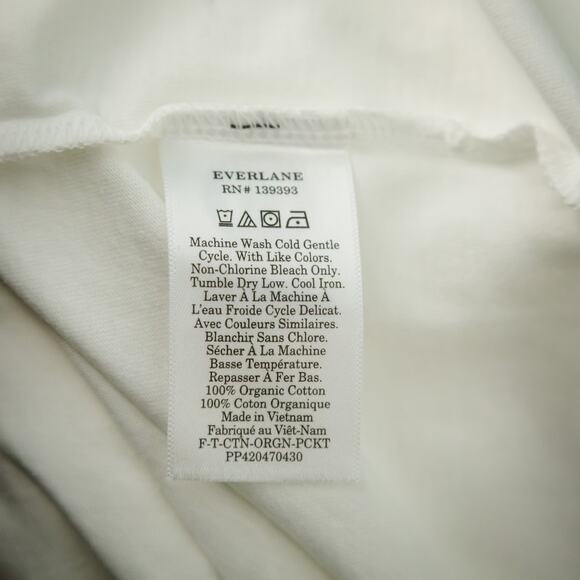 EVERLANE
RN# 139393
Machine Wash Cold Gentle
Cycle. With Like Colors.
Non-Chlorine Bleach Only.
Tumble Dry Low. Cool Iron.
Laver À La Machine À
L'eau Froide Cycle Delicat.
Avec Couleurs Similaires.
Blanchir Sans Chlore.
Sécher À La Machine
Basse Température.
Repasser À Fer Bas.
100% Organic Cotton
100% Coton Organique
Made in Vietnam
Fabriqué au Viêt-Nam
F-T-CTN-ORGN-PCKT
PP420470430